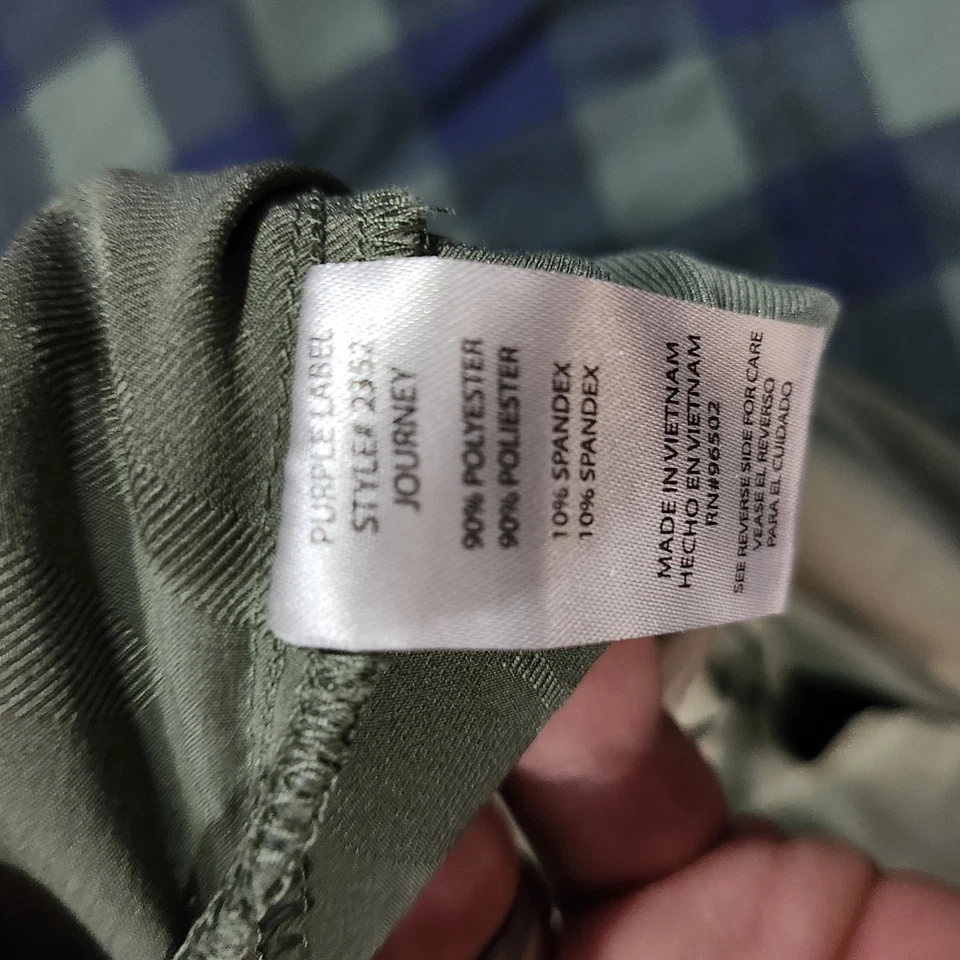 PURPLE LABEL
STYLE# 2352
JOURNEY
90% POLYESTER
90% POLIESTER
10% SPANDEX
10% SPANDEX
MADE IN VIETNAM
HECHO EN VIETNAM
RN#96502
SEE REVERSE SIDE FOR CARE
VEASE EL REVERSO
PARA EL CUIDADO